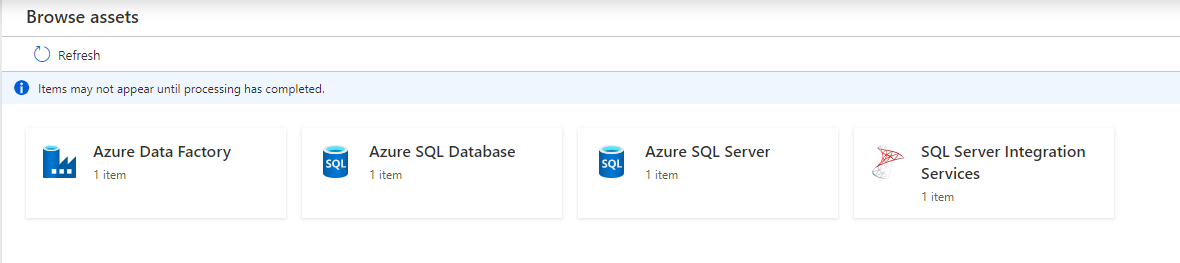 Browse assets
Refresh
Items may not appear until processing has completed.
Azure Data Factory
1 item
SQL
Azure SQL Database
1 item
SQL
Azure SQL Server
1 item
SQL Server Integration
Services
1 item